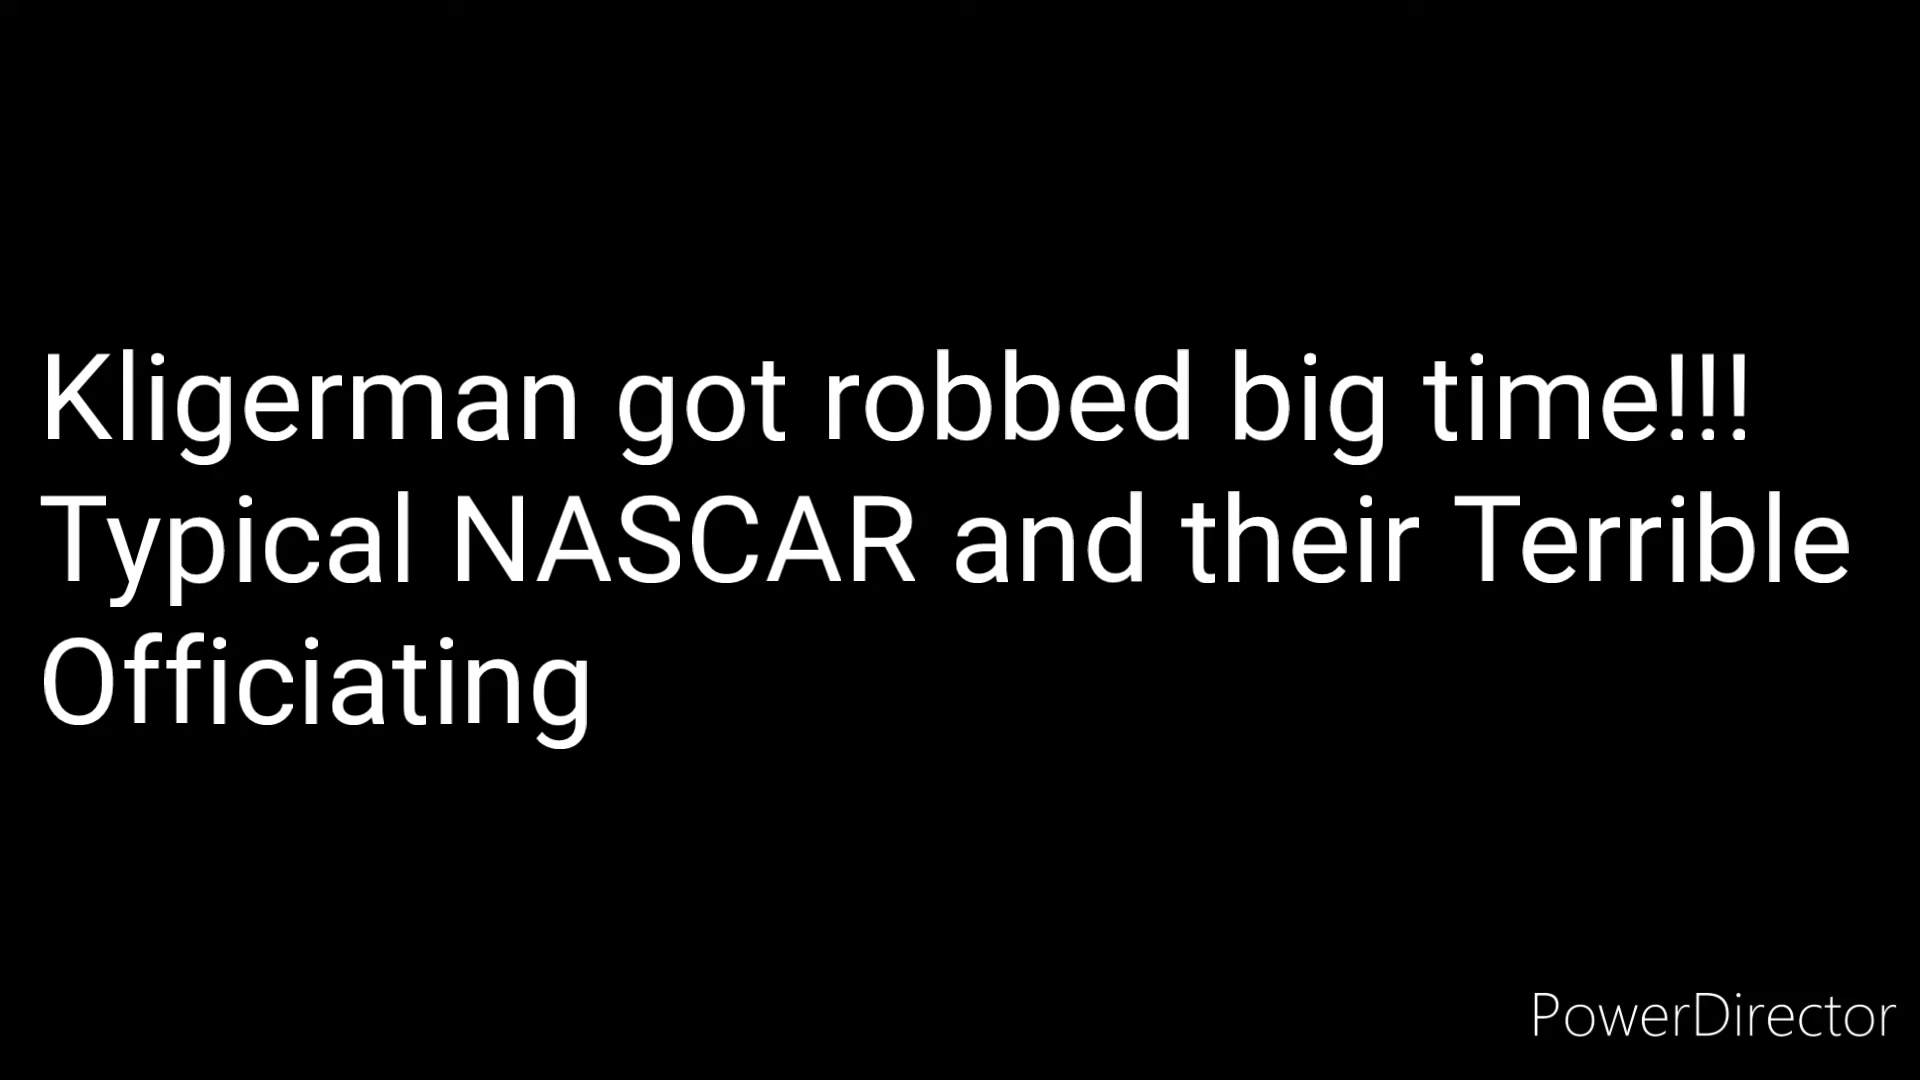 Kligerman got robbed big time!!!
Typical NASCAR and their Terrible
Officiating
PowerDirector